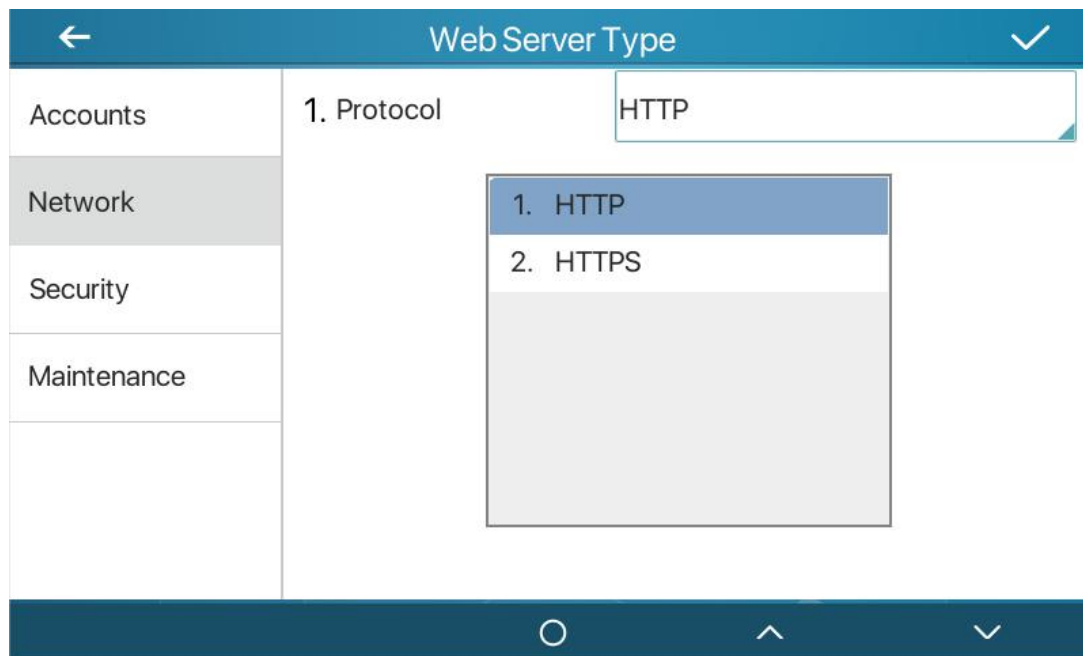 Web Server Type
Accounts
Network
Security
Maintenance
1. Protocol HTTP
1. HTTP
2. HTTPS